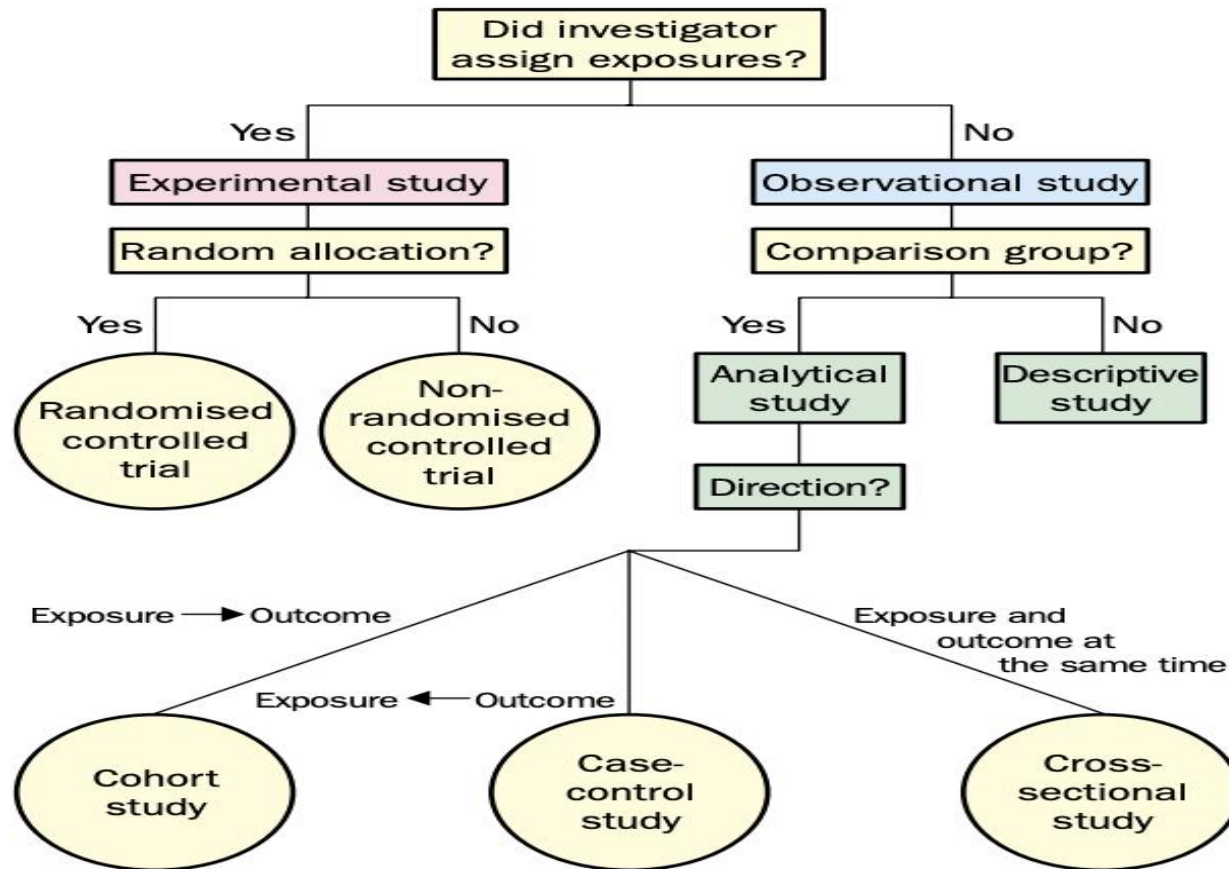 Did investigator
assign exposures?
Yes
No
Experimental study
Observational study
Random allocation?
Comparison group?
Yes
No
Yes
No
Randomised
controlled
trial
Non-
randomised
controlled
trial
Analytical
study
Descriptive
study
Direction?
Exposure → Outcome
Exposure ← Outcome
Exposure and
outcome at
the same time
Cohort
study
Case-
control
study
Cross-
sectional
study